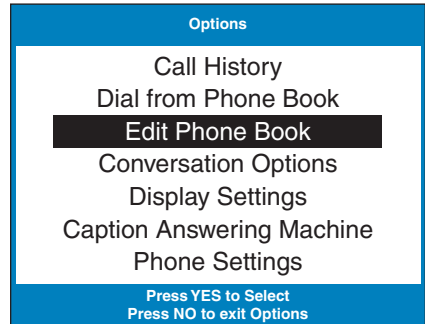 Options
Call History
Dial from Phone Book
Edit Phone Book
Conversation Options
Display Settings
Caption Answering Machine
Phone Settings
Press YES to Select
Press NO to exit Options